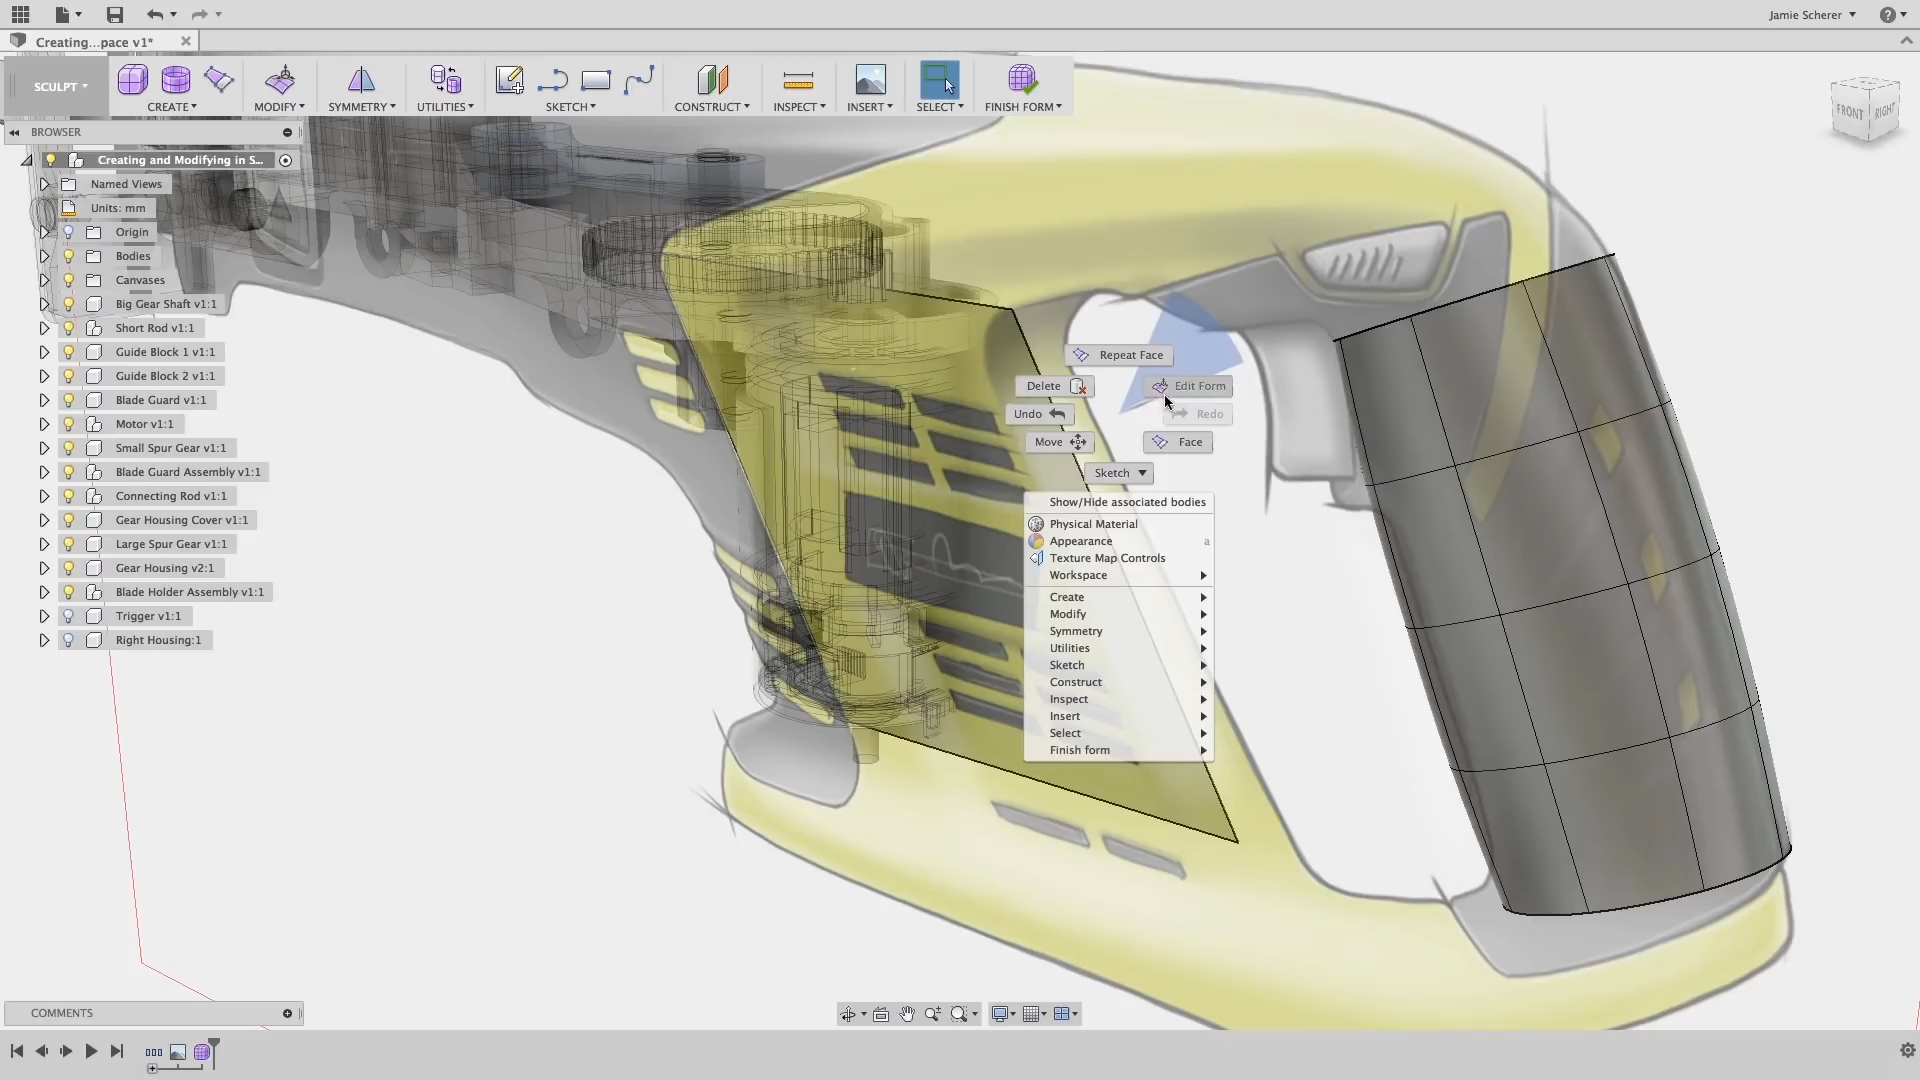 Jamie Scherer
Creating...pace v1*
SCULPT
CREATE
MODIFY
SYMMETRY
UTILITIES
SKETCH
CONSTRUCT
INSPECT
INSERT
SELECT
FINISH FORM
FRONT
RIGHT
BROWSER
Creating and Modifying in S...
Named Views
Units: mm
Origin
Bodies
Canvases
Big Gear Shaft v1:1
Short Rod v1:1
Guide Block 1 v1:1
Guide Block 2 v1:1
Blade Guard v1:1
Motor v1:1
Small Spur Gear v1:1
Blade Guard Assembly v1:1
Connecting Rod v1:1
Gear Housing Cover v1:1
Large Spur Gear v1:1
Gear Housing v2:1
Blade Holder Assembly v1:1
Trigger v1:1
Right Housing:1
Repeat Face
Delete
Edit Form
Undo
Redo
Move
Face
Sketch
Show/Hide associated bodies
Physical Material
Appearance a
Texture Map Controls
Workspace
Create
Modify
Symmetry
Utilities
Sketch
Construct
Inspect
Insert
Select
Finish form
COMMENTS